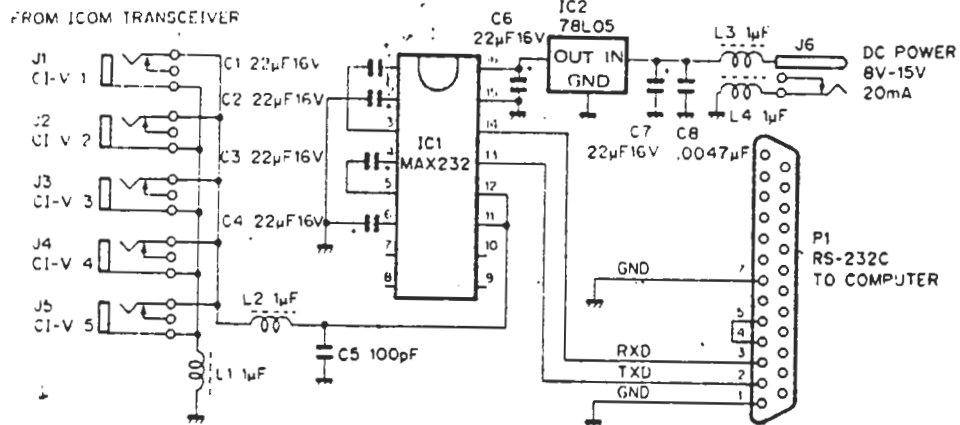 FROM ICOM TRANSCEIVER
J1
CI-V 1
J2
CI-V 2
J3
CI-V 3
J4
CI-V 4
J5
CI-V 5
C1 22µF16V
C2 22µF16V
C3 22µF16V
C4 22µF16V
L2 1µF
C5 100pF
L1 1µF
IC1
MAX232
3
4
5
6
7
8
16
15
14
13
12
11
10
9
C6
22µF16V
IC2
78L05
OUT IN
GND
L3 1µF
J6
DC POWER
8V-15V
20mA
L4 1µF
C7
22µF16V
C8
.0047µF
P1
RS-232C
TO COMPUTER
GND
7
5
4
RXD
3
TXD
2
GND
1